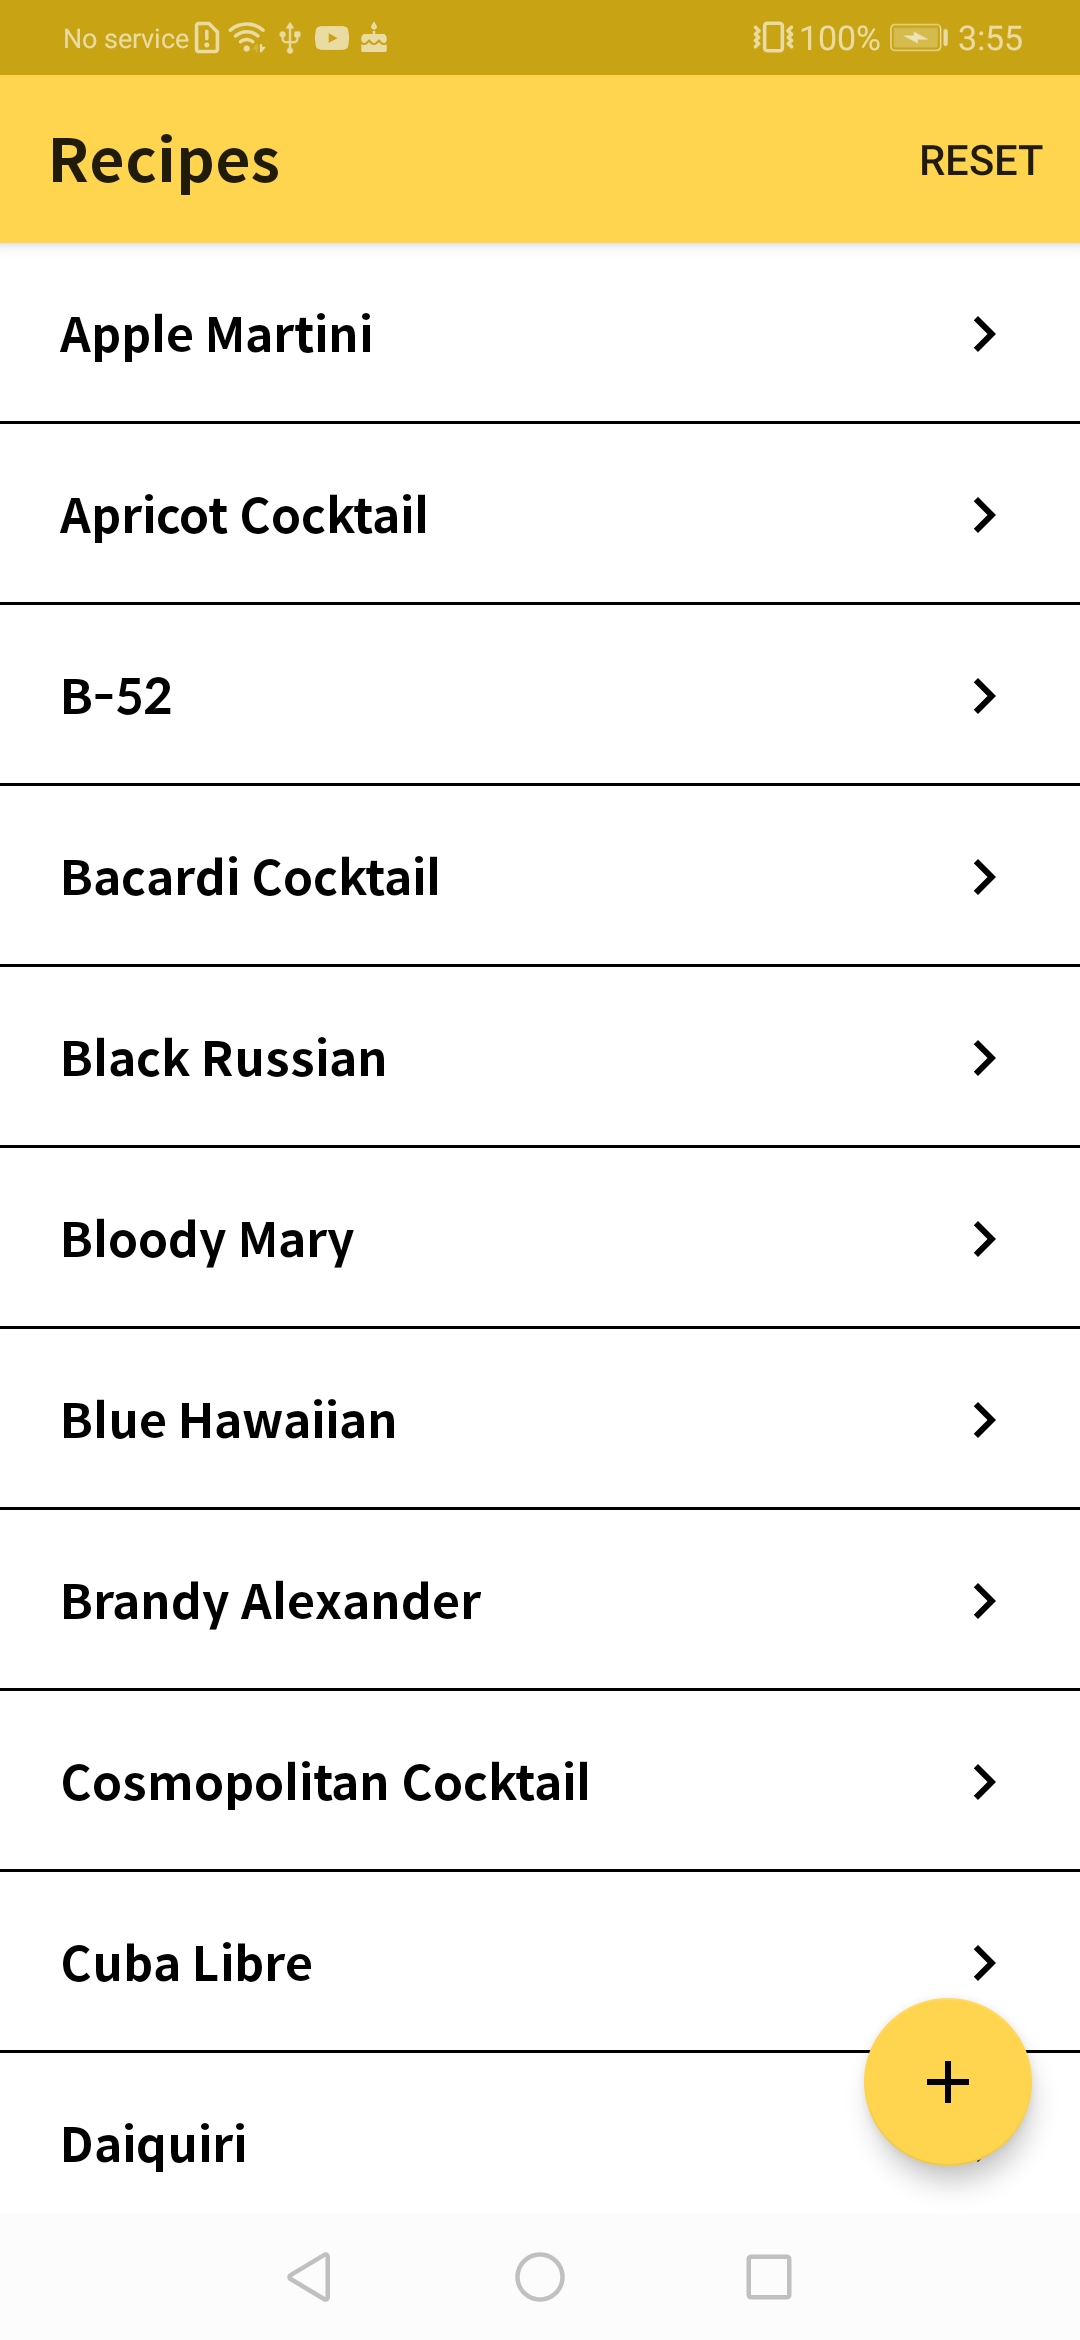 No service 100% 3:55
Recipes RESET
Apple Martini
Apricot Cocktail
B-52
Bacardi Cocktail
Black Russian
Bloody Mary
Blue Hawaiian
Brandy Alexander
Cosmopolitan Cocktail
Cuba Libre
Daiquiri